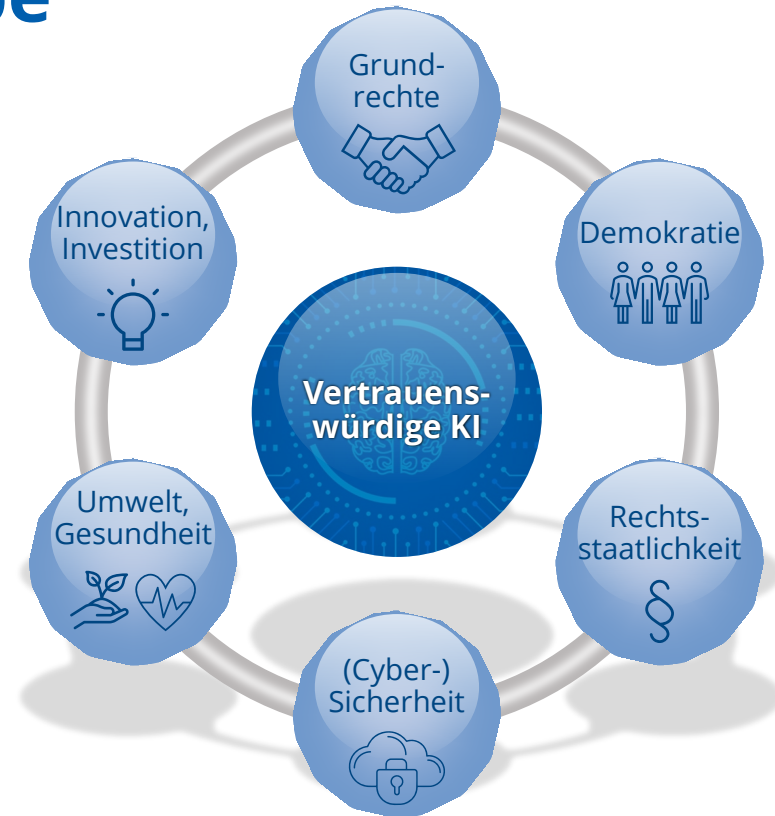 Grund-
rechte
Demokratie
Rechts-
staatlichkeit
(Cyber-)
Sicherheit
Umwelt,
Gesundheit
Innovation,
Investition
Vertrauens-
würdige KI